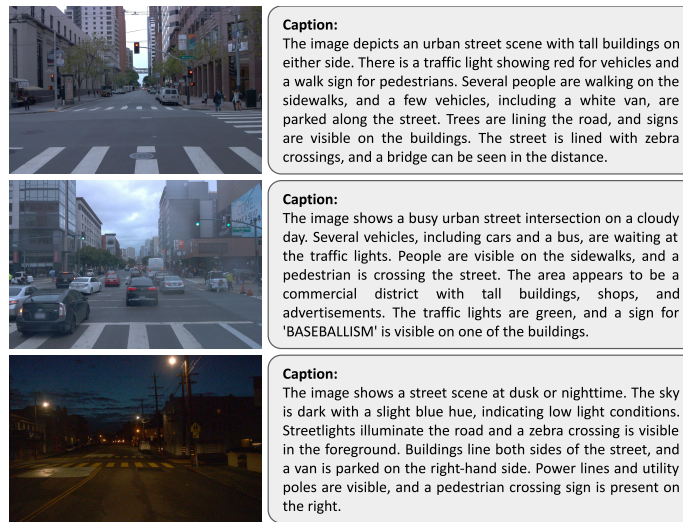 Caption:
The image depicts an urban street scene with tall buildings on
either side. There is a traffic light showing red for vehicles and
a walk sign for pedestrians. Several people are walking on the
sidewalks, and a few vehicles, including a white van, are
parked along the street. Trees are lining the road, and signs
are visible on the buildings. The street is lined with zebra
crossings, and a bridge can be seen in the distance.
Caption:
The image shows a busy urban street intersection on a cloudy
day. Several vehicles, including cars and a bus, are waiting at
the traffic lights. People are visible on the sidewalks, and a
pedestrian is crossing the street. The area appears to be a
commercial district with tall buildings, shops, and
advertisements. The traffic lights are green, and a sign for
'BASEBALLISM' is visible on one of the buildings.
Caption:
The image shows a street scene at dusk or nighttime. The sky
is dark with a slight blue hue, indicating low light conditions.
Streetlights illuminate the road and a zebra crossing is visible
in the foreground. Buildings line both sides of the street, and
a van is parked on the right-hand side. Power lines and utility
poles are visible, and a pedestrian crossing sign is present on
the right.